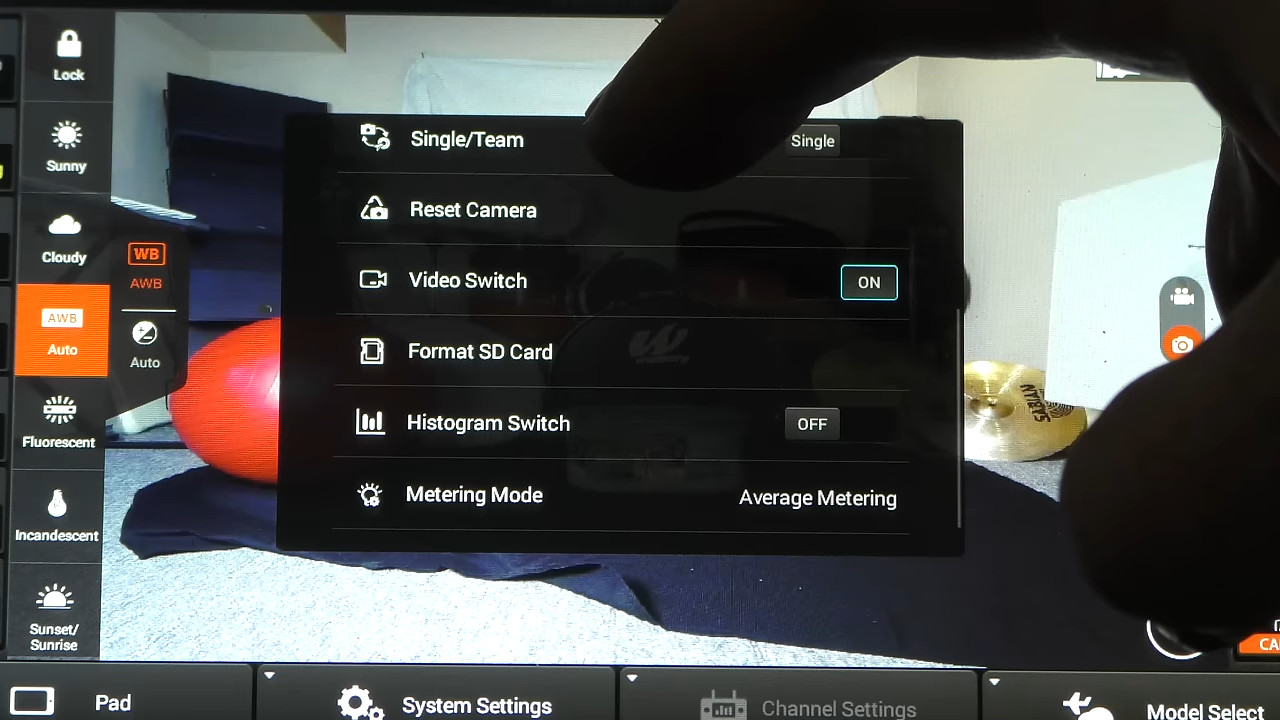 Lock
Sunny
Cloudy
AWB
Auto
Fluorescent
Incandescent
Sunset/
Sunrise
WB
AWB
Auto
Single/Team
Single
Reset Camera
Video Switch
ON
Format SD Card
Histogram Switch
OFF
Metering Mode
Average Metering
SABIAN
CA
Pad
System Settings
Channel Settings
Model Select